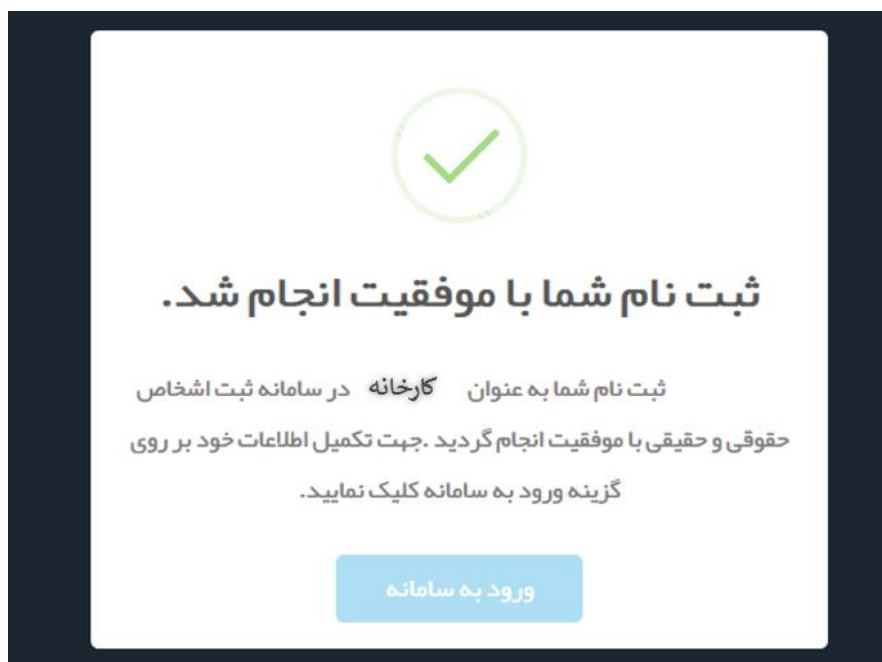 ثبت نام شما با موفقیت انجام شد.
ثبت نام شما به عنوان کارخانه در سامانه ثبت اشخاص
حقوقی و حقیقی با موفقیت انجام گردید .جهت تکمیل اطلاعات خود بر روی
گزینه ورود به سامانه کلیک نمایید.
ورود به سامانه